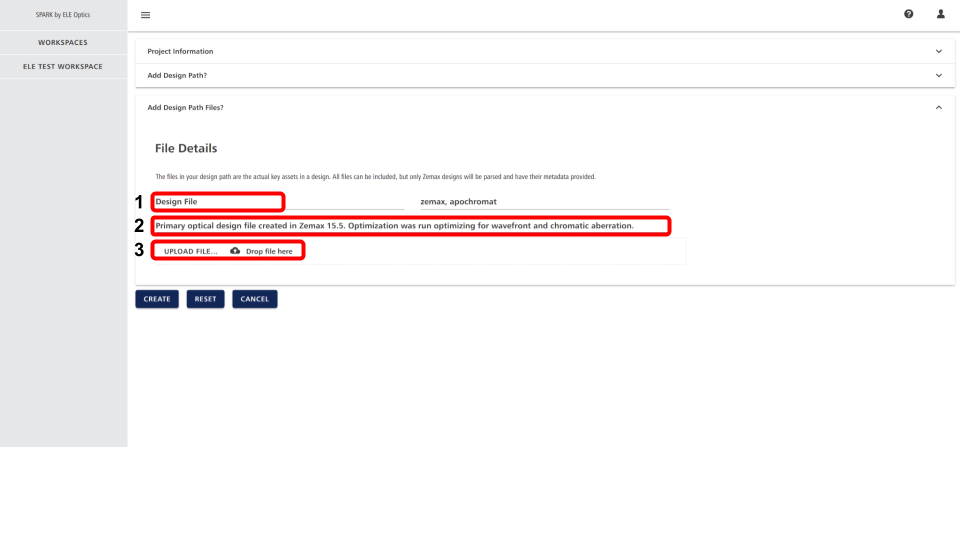 SPARK by ELE Optics
WORKSPACES
ELE TEST WORKSPACE
Project Information
Add Design Path?
Add Design Path Files?
File Details
The files in your design path are the actual key assets in a design. All files can be included, but only Zemax designs will be parsed and have their metadata provided.
1 Design File zemax, apochromat
2 Primary optical design file created in Zemax 15.5. Optimization was run optimizing for wavefront and chromatic aberration.
3 UPLOAD FILE... Drop file here
CREATE RESET CANCEL